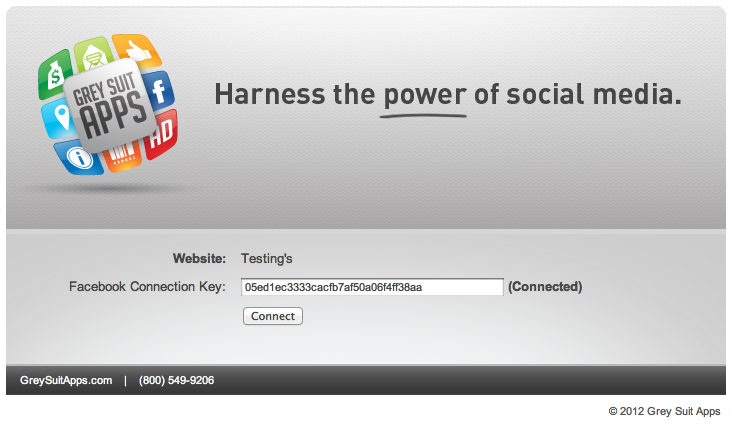 GREY SUIT
APPS
AD
Harness the power of social media.
Website: Testing's
Facebook Connection Key: 05ed1ec3333cacfb7af50a06f4ff38aa (Connected)
Connect
GreySuitApps.com | (800) 549-9206
© 2012 Grey Suit Apps